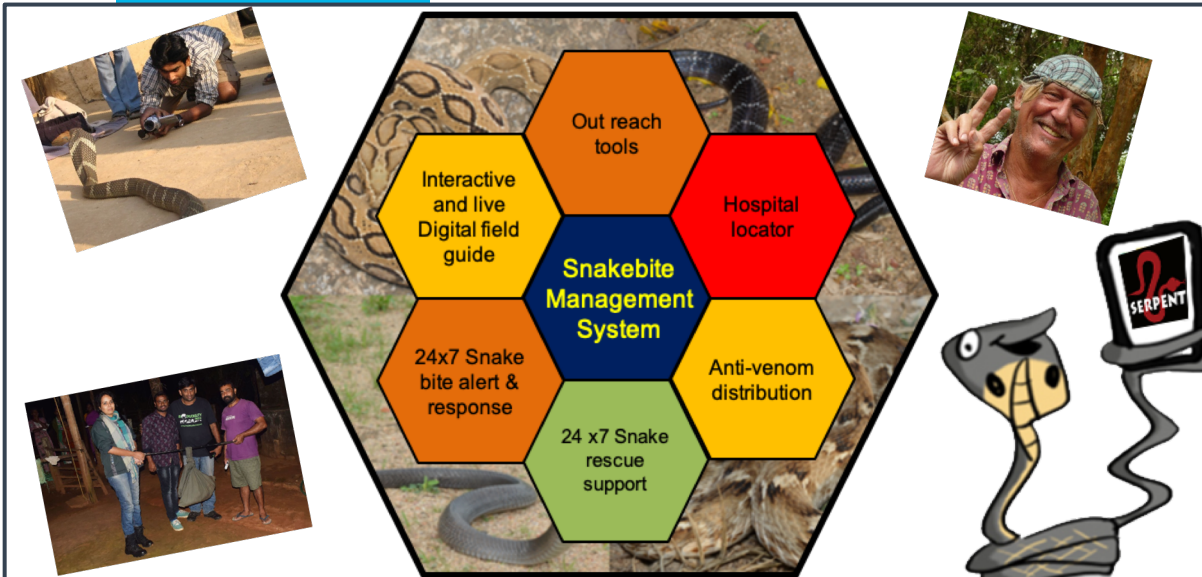 Out reach
tools
Interactive
and live
Digital field
guide
Hospital
locator
Snakebite
Management
System
24x7 Snake
bite alert &
response
Anti-venom
distribution
24 x7 Snake
rescue
support
SERPENT